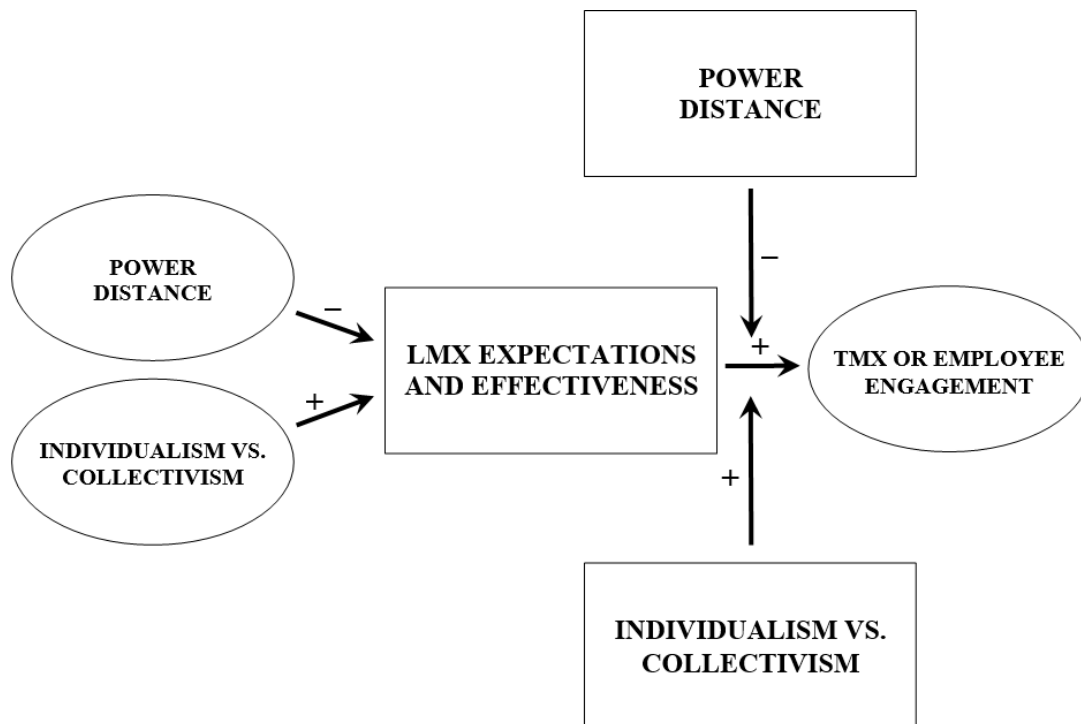 POWER
DISTANCE
−
POWER
DISTANCE
−
+
LMX EXPECTATIONS
AND EFFECTIVENESS
+
TMX OR EMPLOYEE
ENGAGEMENT
INDIVIDUALISM VS.
COLLECTIVISM
+
INDIVIDUALISM VS.
COLLECTIVISM